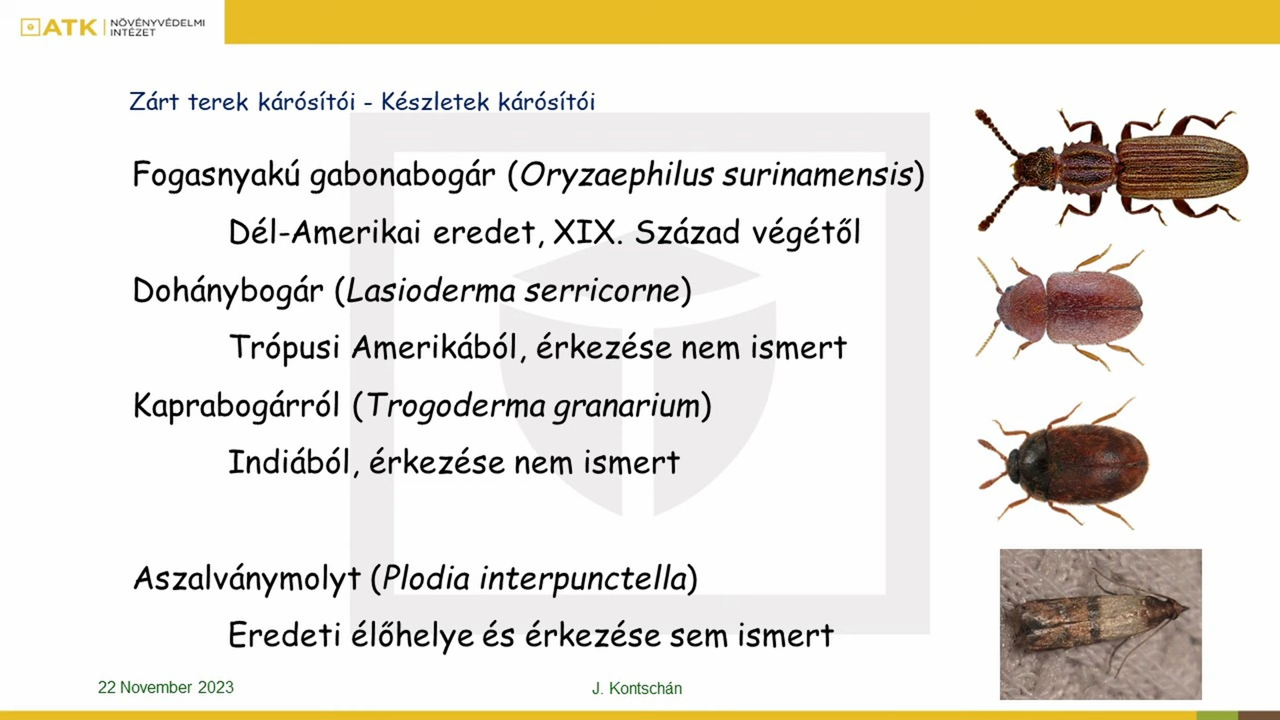 ATK NÖVÉNYVÉDELMI
INTÉZET
Zárt terek kárósítói - Készletek kárósítói
Fogasnyakú gabonabogár (Oryzaephilus surinamensis)
Dél-Amerikai eredet, XIX. Század végétől
Dohánybogár (Lasioderma serricorne)
Trópusi Amerikából, érkezése nem ismert
Kaprabogárról (Trogoderma granarium)
Indiából, érkezése nem ismert
Aszalványmolyt (Plodia interpunctella)
Eredeti élőhelye és érkezése sem ismert
22 November 2023
J. Kontschán